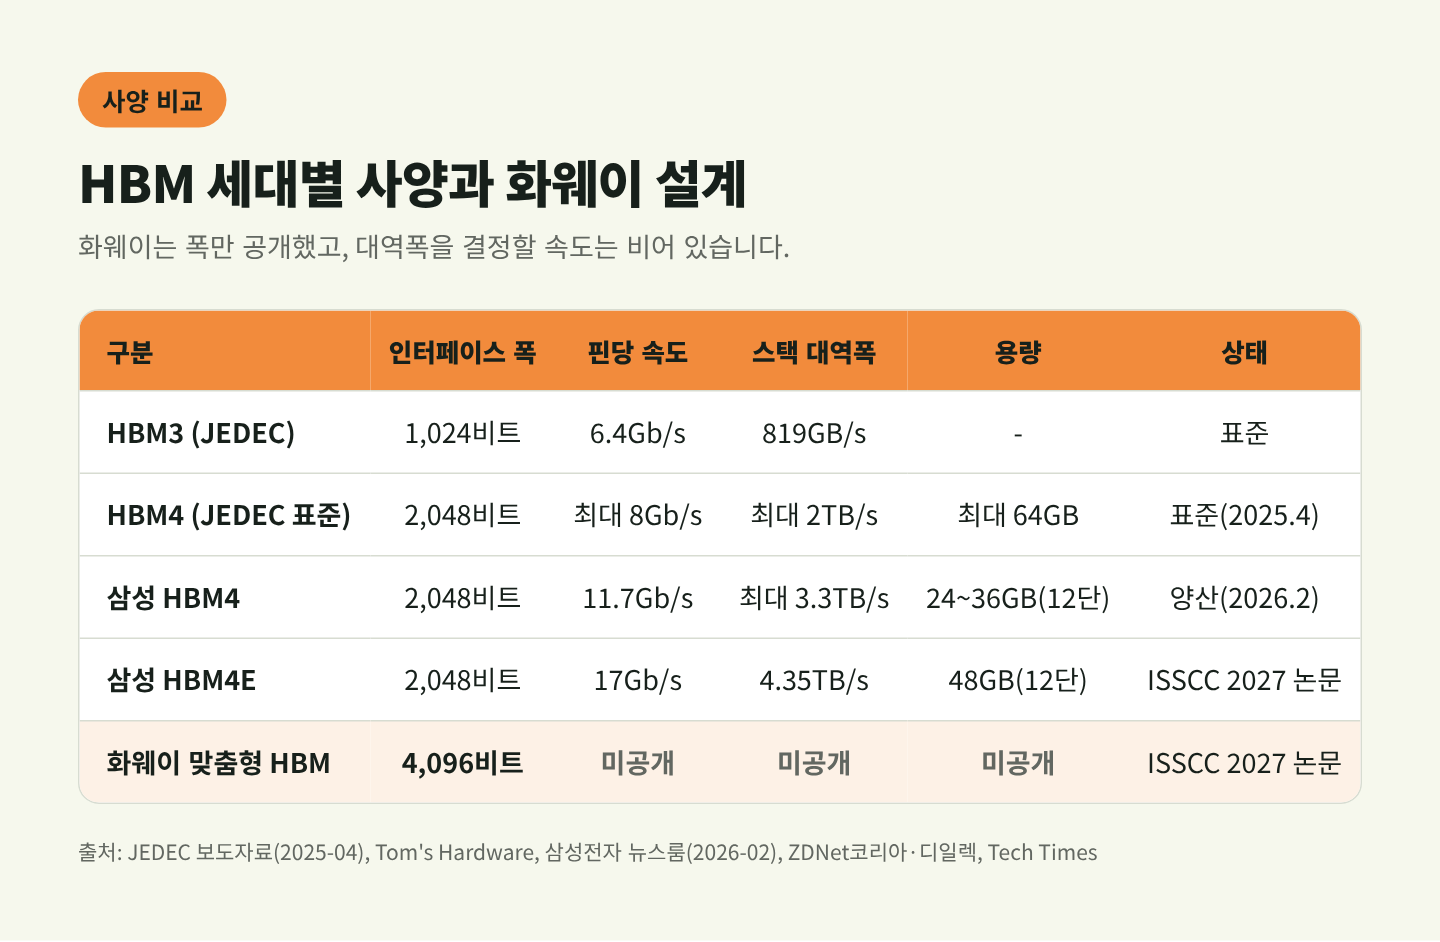 사양 비교
HBM 세대별 사양과 화웨이 설계
화웨이는 폭만 공개했고, 대역폭을 결정할 속도는 비어 있습니다.
구분 인터페이스 폭 핀당 속도 스택 대역폭 용량 상태
HBM3 (JEDEC) 1,024비트 6.4Gb/s 819GB/s - 표준
HBM4 (JEDEC 표준) 2,048비트 최대 8Gb/s 최대 2TB/s 최대 64GB 표준(2025.4)
삼성 HBM4 2,048비트 11.7Gb/s 최대 3.3TB/s 24~36GB(12단) 양산(2026.2)
삼성 HBM4E 2,048비트 17Gb/s 4.35TB/s 48GB(12단) ISSCC 2027 논문
화웨이 맞춤형 HBM 4,096비트 미공개 미공개 미공개 ISSCC 2027 논문
출처: JEDEC 보도자료(2025-04), Tom's Hardware, 삼성전자 뉴스룸(2026-02), ZDNet코리아·디일렉, Tech Times